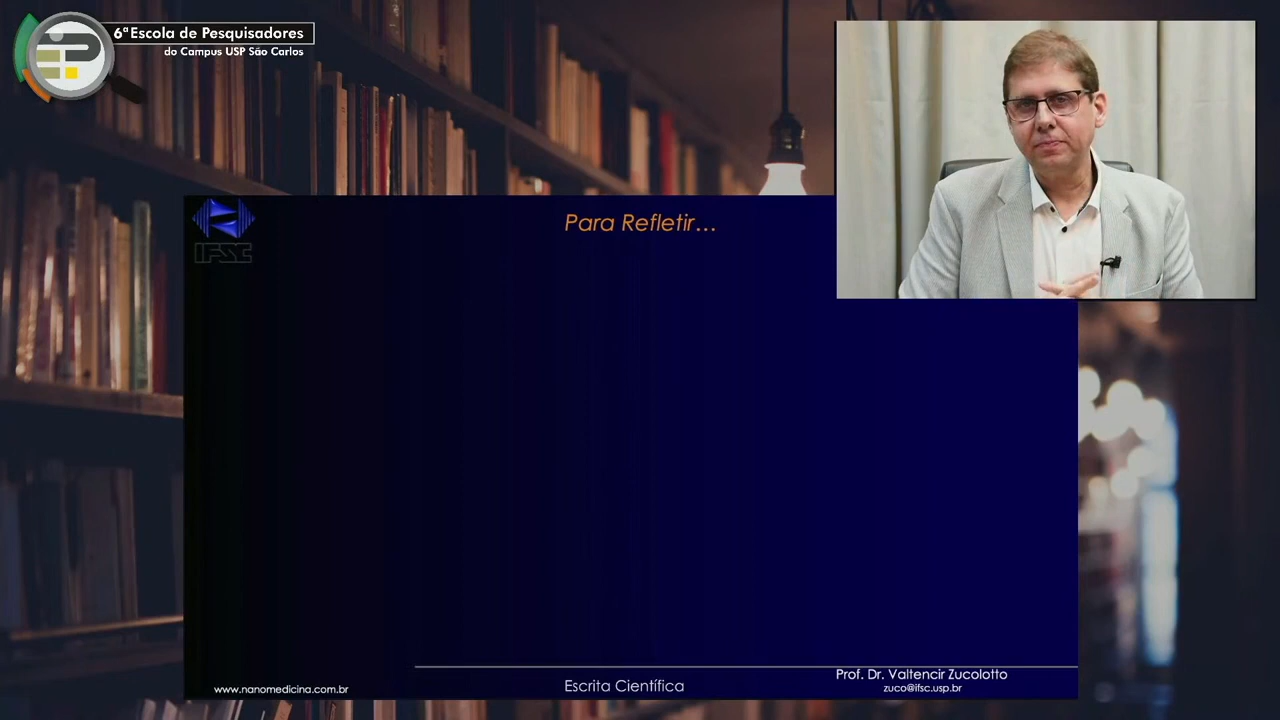 6ª Escola de Pesquisadores
do Campus USP São Carlos
IFSC
Para Refletir...
www.nanomedicina.com.br
Escrita Científica
Prof. Dr. Valtencir Zucolotto
zuco@ifsc.usp.br